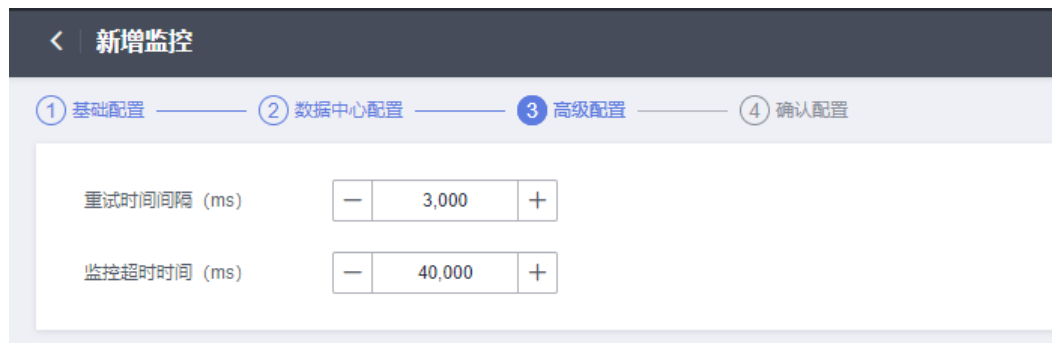 新增监控
1 基础配置 2 数据中心配置 3 高级配置 4 确认配置
重试时间间隔 (ms) 3,000
监控超时时间 (ms) 40,000